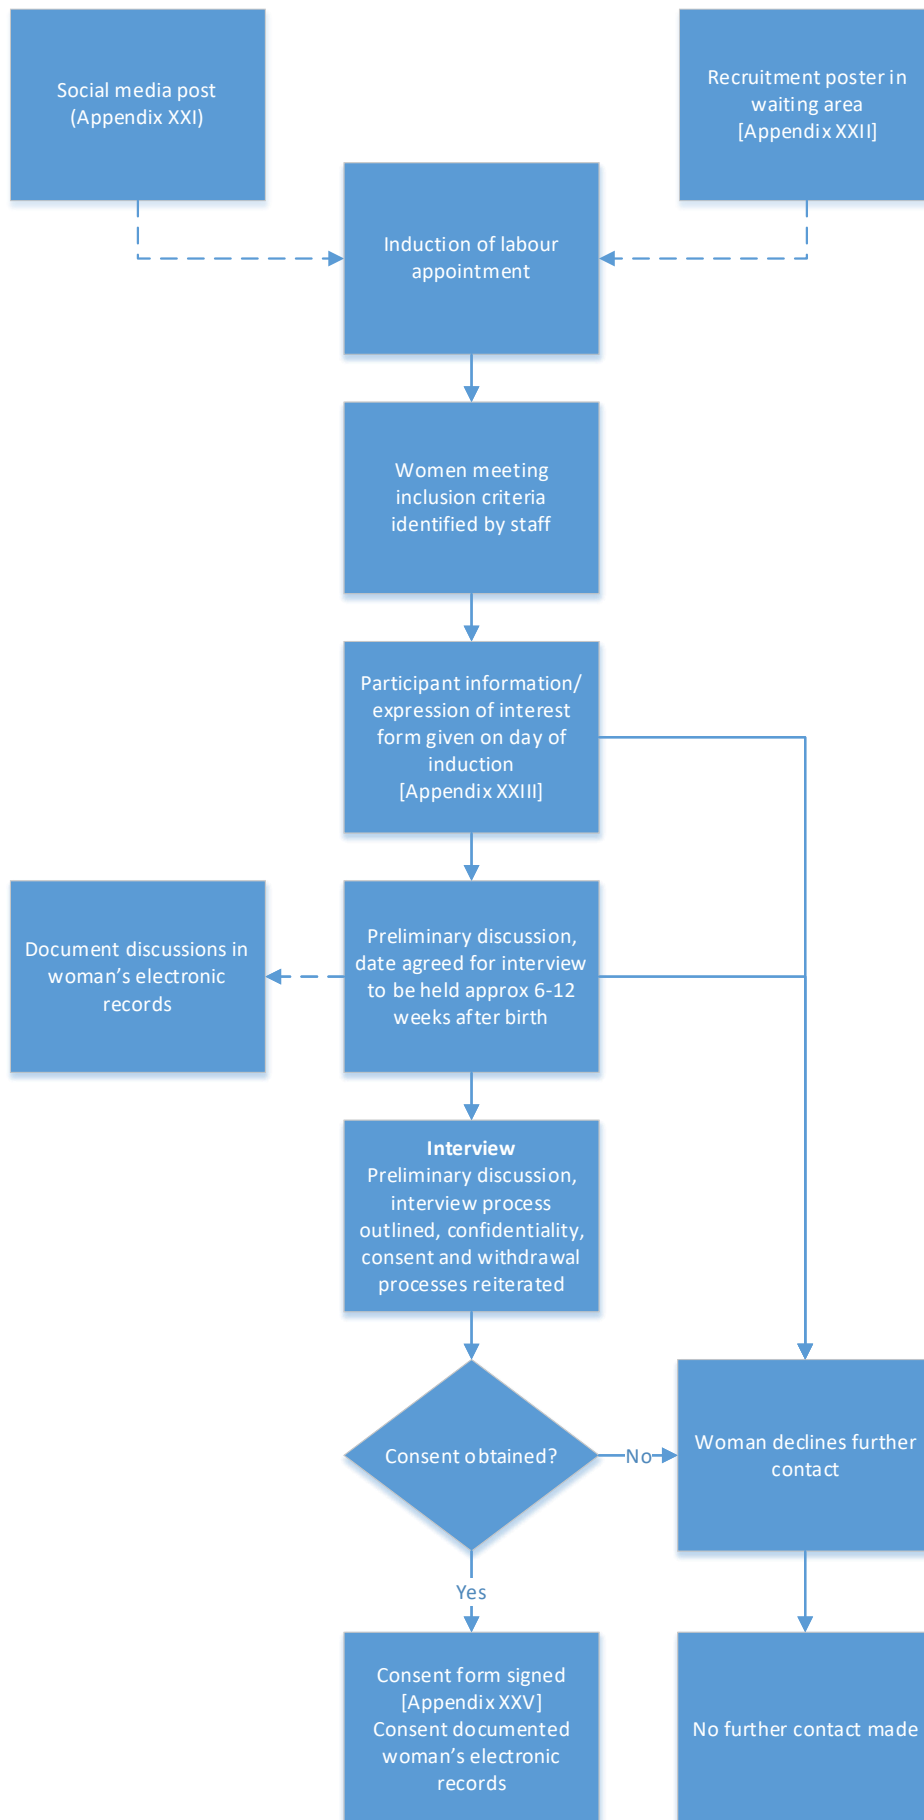 Social media post
(Appendix XXI)
Recruitment poster in
waiting area
[Appendix XXII]
Induction of labour
appointment
Women meeting
inclusion criteria
identified by staff
Participant information/
expression of interest
form given on day of
induction
[Appendix XXIII]
Document discussions in
woman's electronic
records
Preliminary discussion,
date agreed for interview
to be held approx 6-12
weeks after birth
Interview
Preliminary discussion,
interview process
outlined, confidentiality,
consent and withdrawal
processes reiterated
Consent obtained?
No
Woman declines further
contact
Yes
Consent form signed
[Appendix XXV]
Consent documented
woman's electronic
records
No further contact made